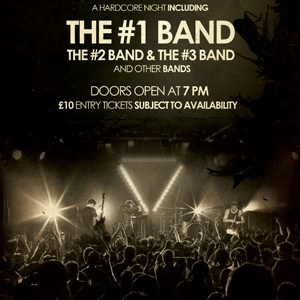 A HARDCORE NIGHT INCLUDING
THE #1 BAND
THE #2 BAND & THE #3 BAND
AND OTHER BANDS
DOORS OPEN AT 7 PM
£10 ENTRY TICKETS SUBJECT TO AVAILABILITY